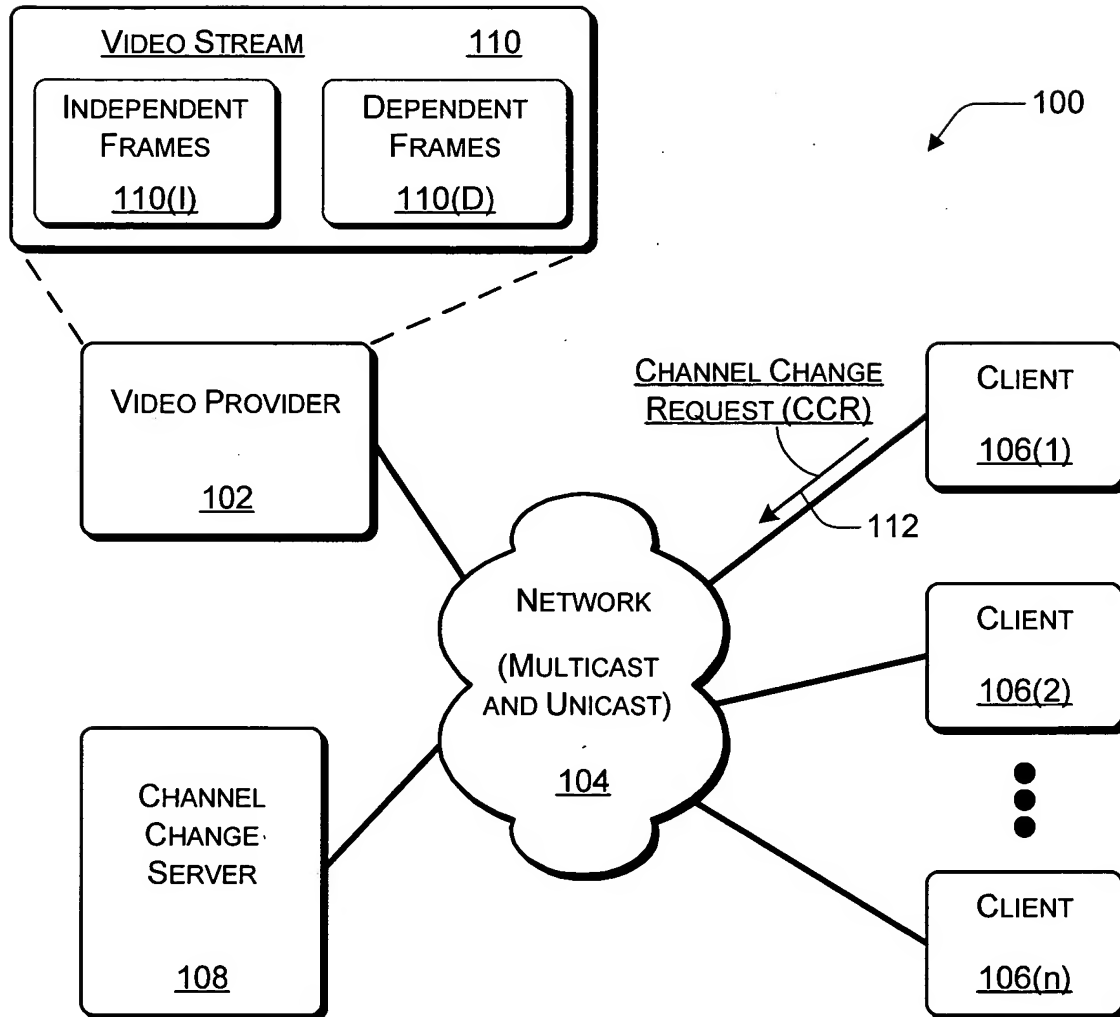 VIDEO STREAM 110
INDEPENDENT
FRAMES
110(I)
DEPENDENT
FRAMES
110(D)
100
VIDEO PROVIDER
102
CHANNEL CHANGE
REQUEST (CCR)
112
CLIENT
106(1)
NETWORK
(MULTICAST
AND UNICAST)
104
CLIENT
106(2)
CHANNEL
CHANGE
SERVER
108
CLIENT
106(n)